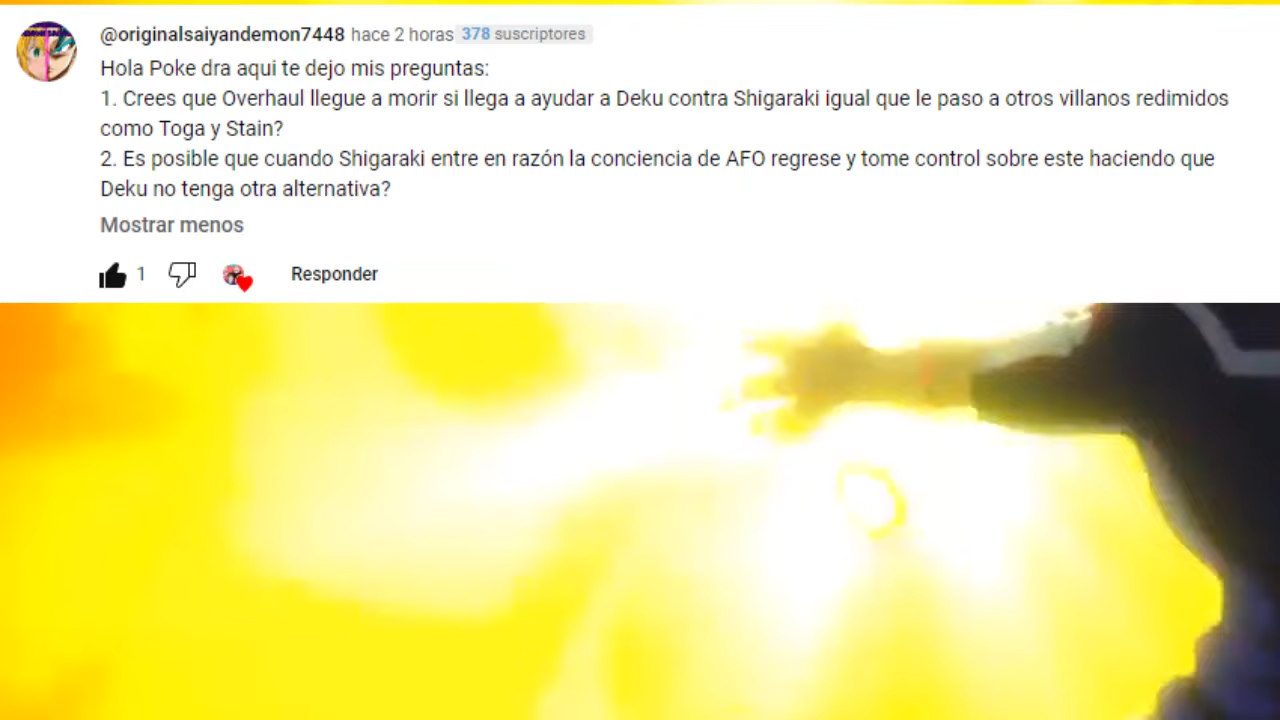 @originalsaiyandemon7448 hace 2 horas 378 suscriptores
Hola Poke dra aqui te dejo mis preguntas:
1. Crees que Overhaul llegue a morir si llega a ayudar a Deku contra Shigaraki igual que le paso a otros villanos redimidos
como Toga y Stain?
2. Es posible que cuando Shigaraki entre en razón la conciencia de AFO regrese y tome control sobre este haciendo que
Deku no tenga otra alternativa?
Mostrar menos
1 Responder